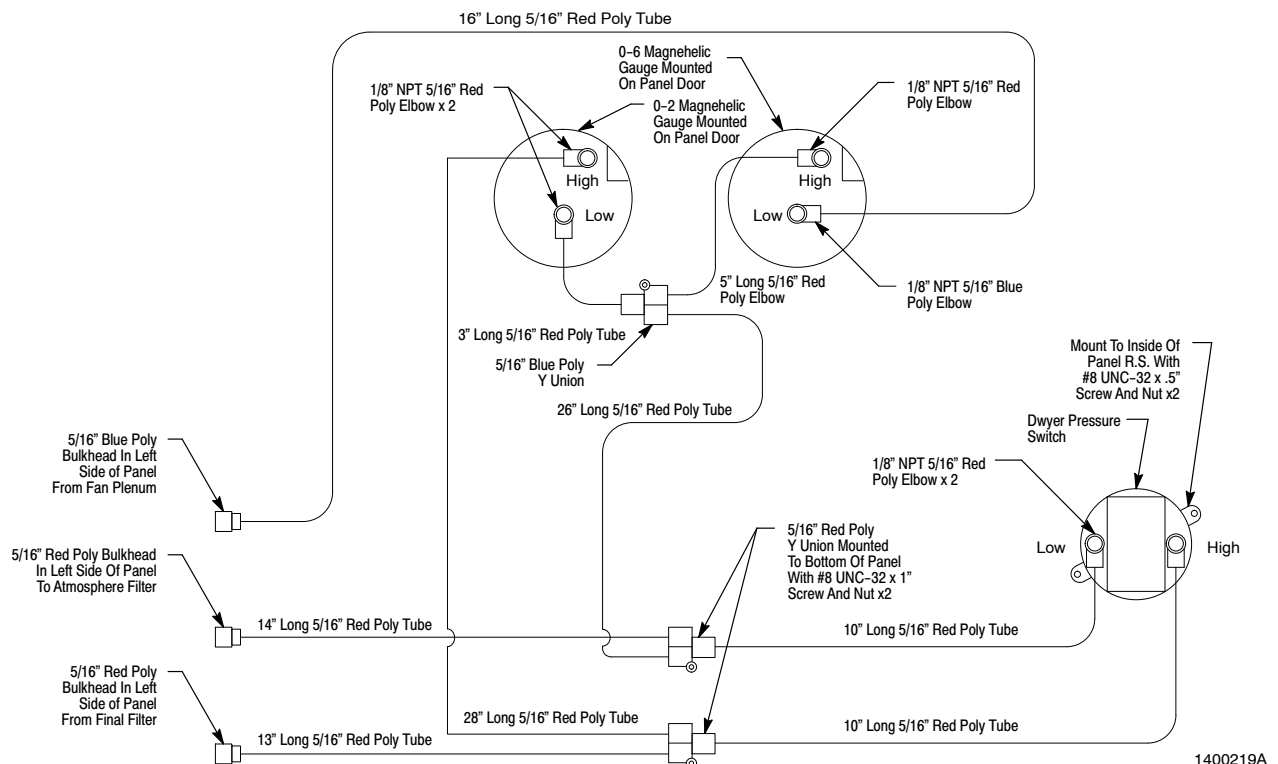 16” Long 5/16” Red Poly Tube
0–6 Magnehelic
Gauge Mounted
On Panel Door
1/8” NPT 5/16” Red
Poly Elbow x 2
0–2 Magnehelic
Gauge Mounted
On Panel Door
1/8” NPT 5/16” Red
Poly Elbow
High
Low
High
Low
5” Long 5/16” Red
Poly Elbow
1/8” NPT 5/16” Blue
Poly Elbow
3” Long 5/16” Red Poly Tube
5/16” Blue Poly
Y Union
26” Long 5/16” Red Poly Tube
Mount To Inside Of
Panel R.S. With
#8 UNC–32 x .5”
Screw And Nut x2
Dwyer Pressure
Switch
1/8” NPT 5/16” Red
Poly Elbow x 2
Low
High
5/16” Blue Poly
Bulkhead In Left
Side of Panel
From Fan Plenum
5/16” Red Poly Bulkhead
In Left Side Of Panel
To Atmosphere Filter
5/16” Red Poly
Y Union Mounted
To Bottom Of Panel
With #8 UNC–32 x 1”
Screw And Nut x2
14” Long 5/16” Red Poly Tube
10” Long 5/16” Red Poly Tube
5/16” Red Poly
Bulkhead In Left
Side of Panel
From Final Filter
28” Long 5/16” Red Poly Tube
13” Long 5/16” Red Poly Tube
10” Long 5/16” Red Poly Tube
1400219A